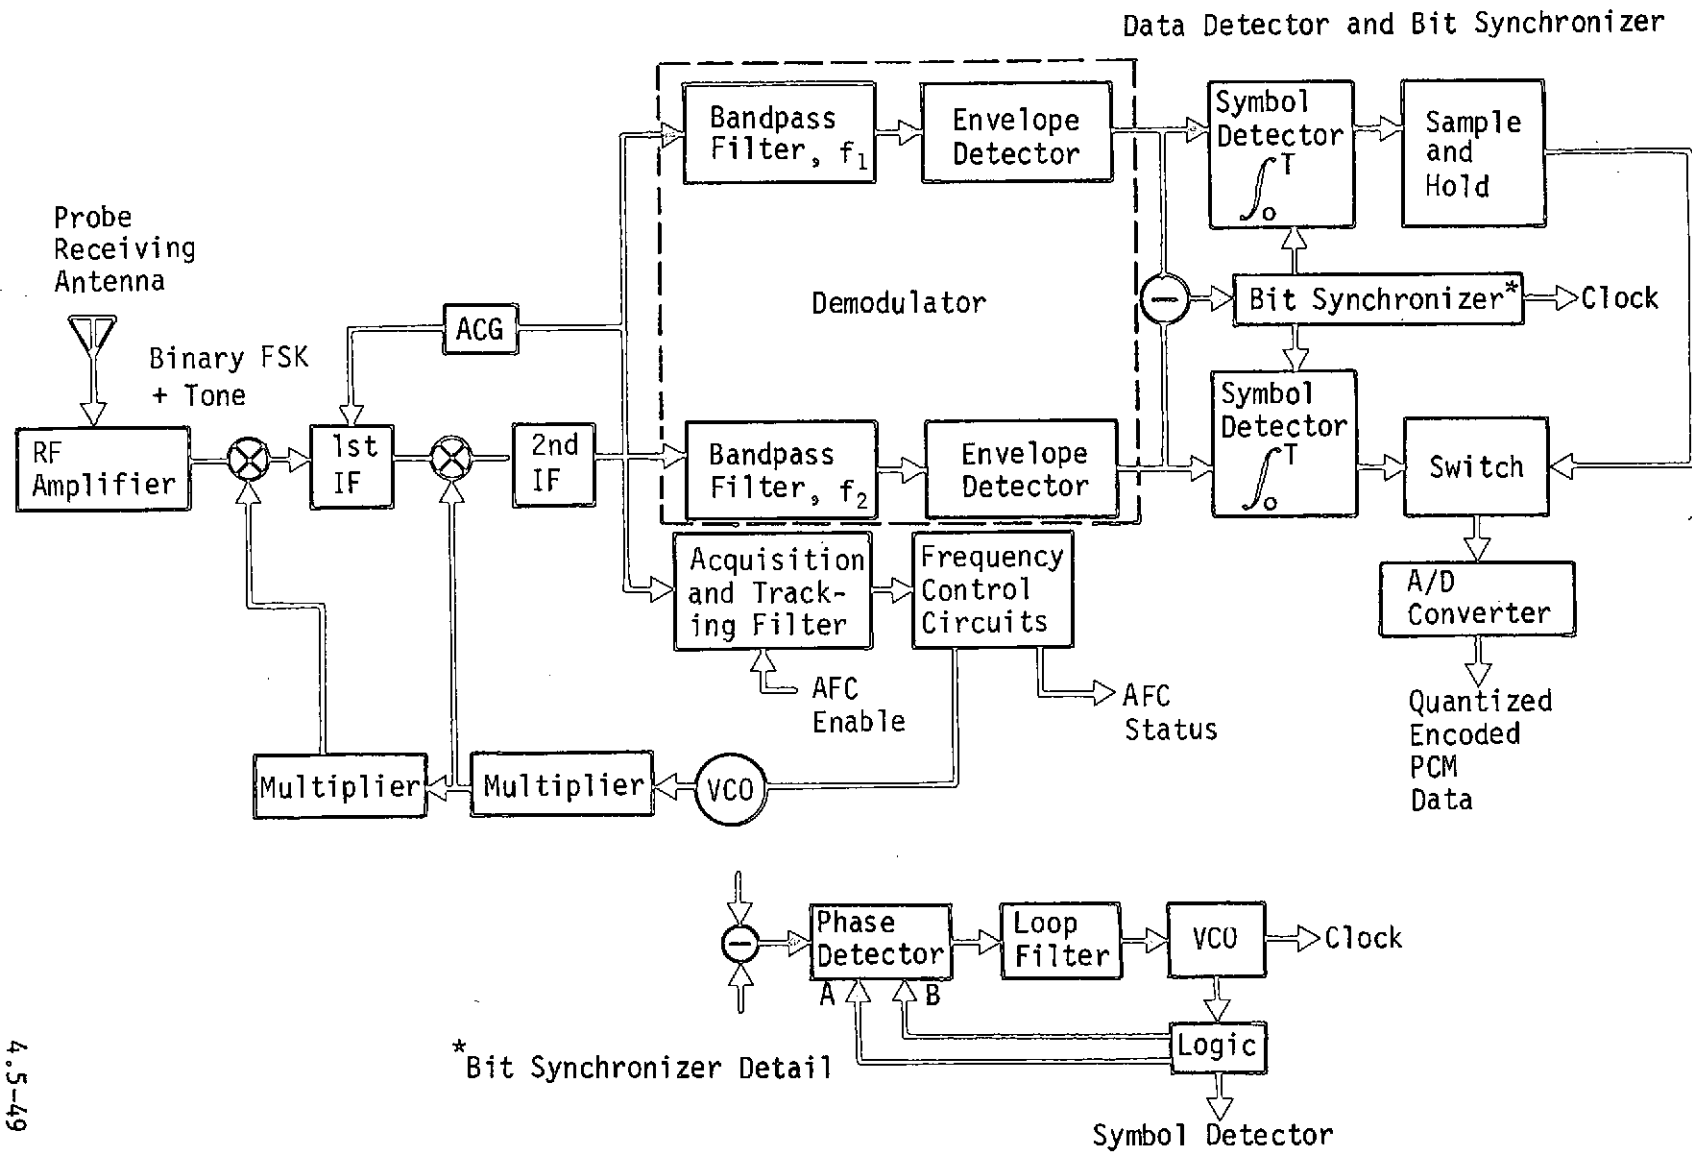 Data Detector and Bit Synchronizer
Bandpass
Filter, f1
Envelope
Detector
Symbol
Detector
∫ T
o
Sample
and
Hold
Probe
Receiving
Antenna
Demodulator
Bit Synchronizer*
Clock
ACG
Binary FSK
+ Tone
RF
Amplifier
1st
IF
2nd
IF
Bandpass
Filter, f2
Envelope
Detector
Symbol
Detector
∫ T
o
Switch
Acquisition
and Track-
ing Filter
Frequency
Control
Circuits
A/D
Converter
AFC
Enable
AFC
Status
Quantized
Encoded
PCM
Data
Multiplier
Multiplier
VCO
Phase
Detector
A
B
Loop
Filter
VCO
Clock
Logic
*Bit Synchronizer Detail
Symbol Detector
4.5-49